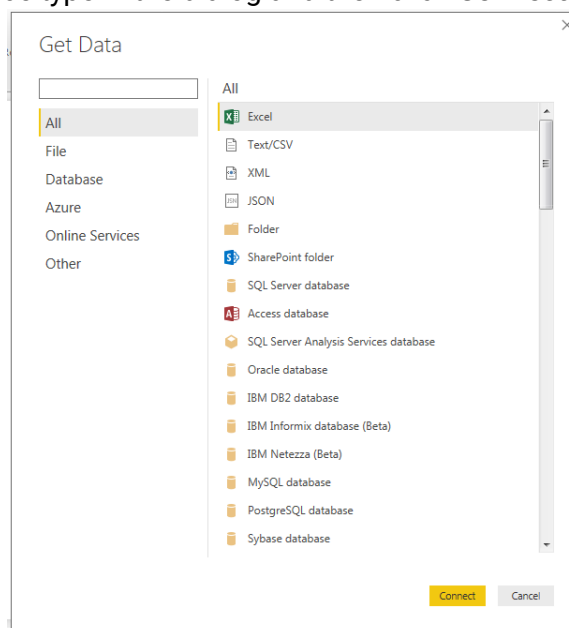 Get Data
All
All
File
Database
Azure
Online Services
Other
Excel
Text/CSV
XML
JSON
Folder
SharePoint folder
SQL Server database
Access database
SQL Server Analysis Services database
Oracle database
IBM DB2 database
IBM Informix database (Beta)
IBM Netezza (Beta)
MySQL database
PostgreSQL database
Sybase database
Connect Cancel